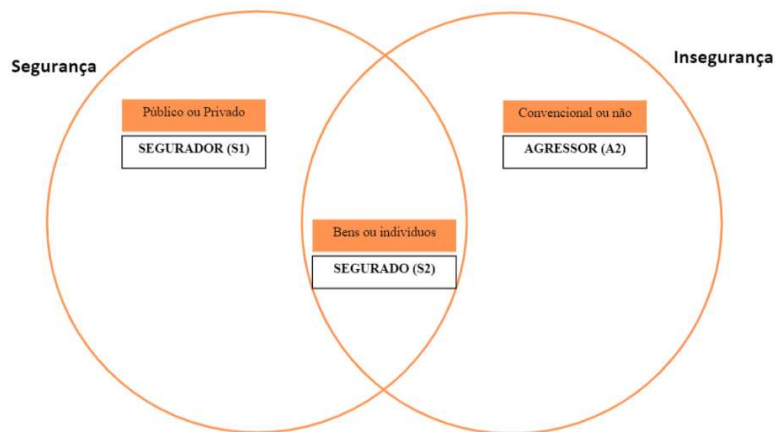 Segurança
Insegurança
Público ou Privado
SEGURADOR (S1)
Convencional ou não
AGRESSOR (A2)
Bens ou indivíduos
SEGURADO (S2)